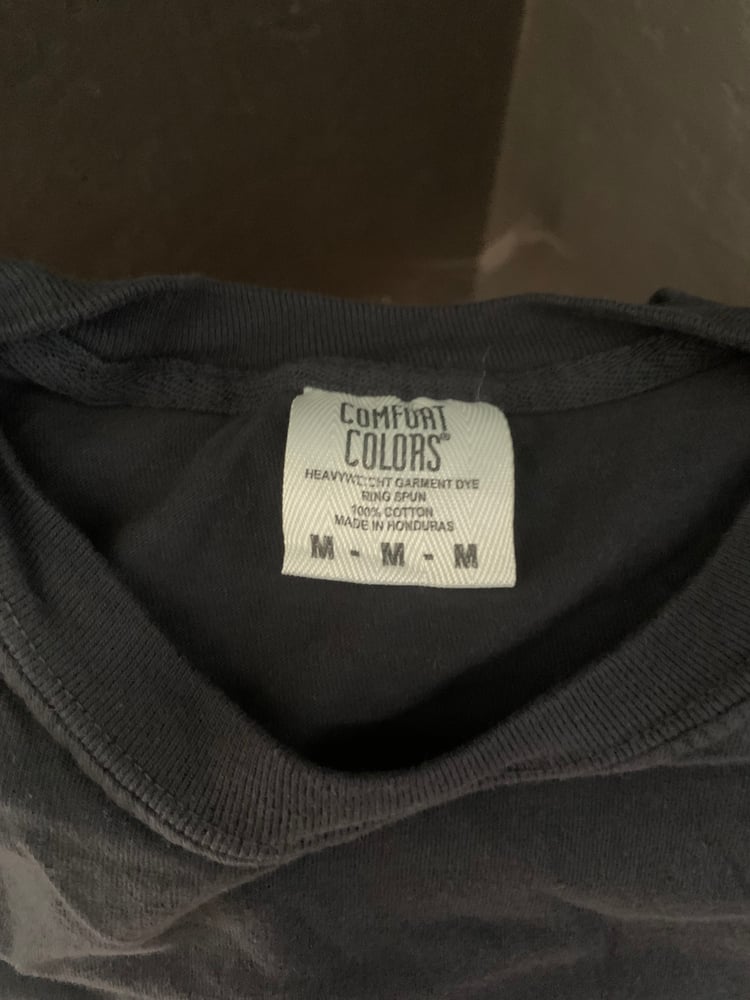 COMFORT
COLORS®
HEAVYWEIGHT GARMENT DYE
RING SPUN
100% COTTON
MADE IN HONDURAS
M - M - M